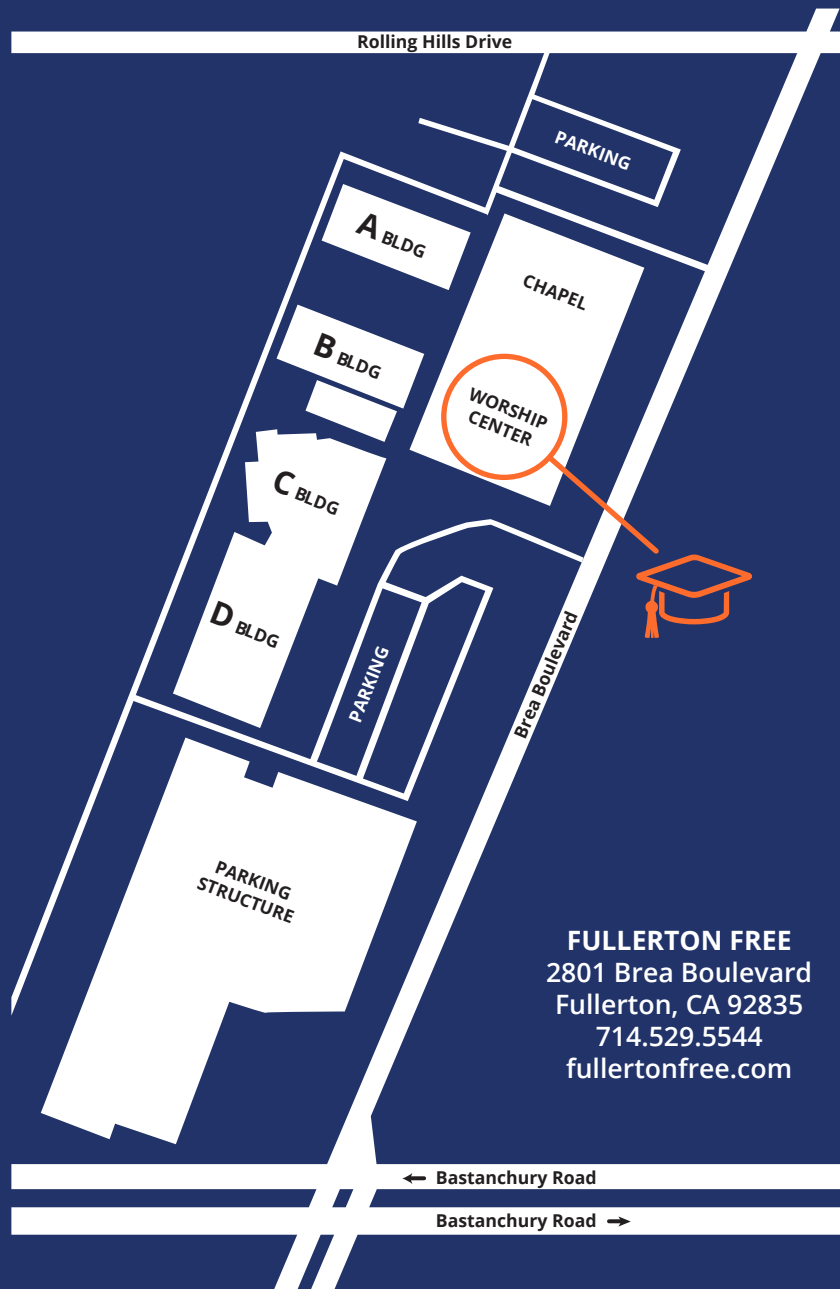 Rolling Hills Drive
PARKING
A BLDG
CHAPEL
B BLDG
WORSHIP
CENTER
C BLDG
D BLDG
PARKING
Brea Boulevard
PARKING
STRUCTURE
FULLERTON FREE
2801 Brea Boulevard
Fullerton, CA 92835
714.529.5544
fullertonfree.com
← Bastanchury Road
Bastanchury Road →